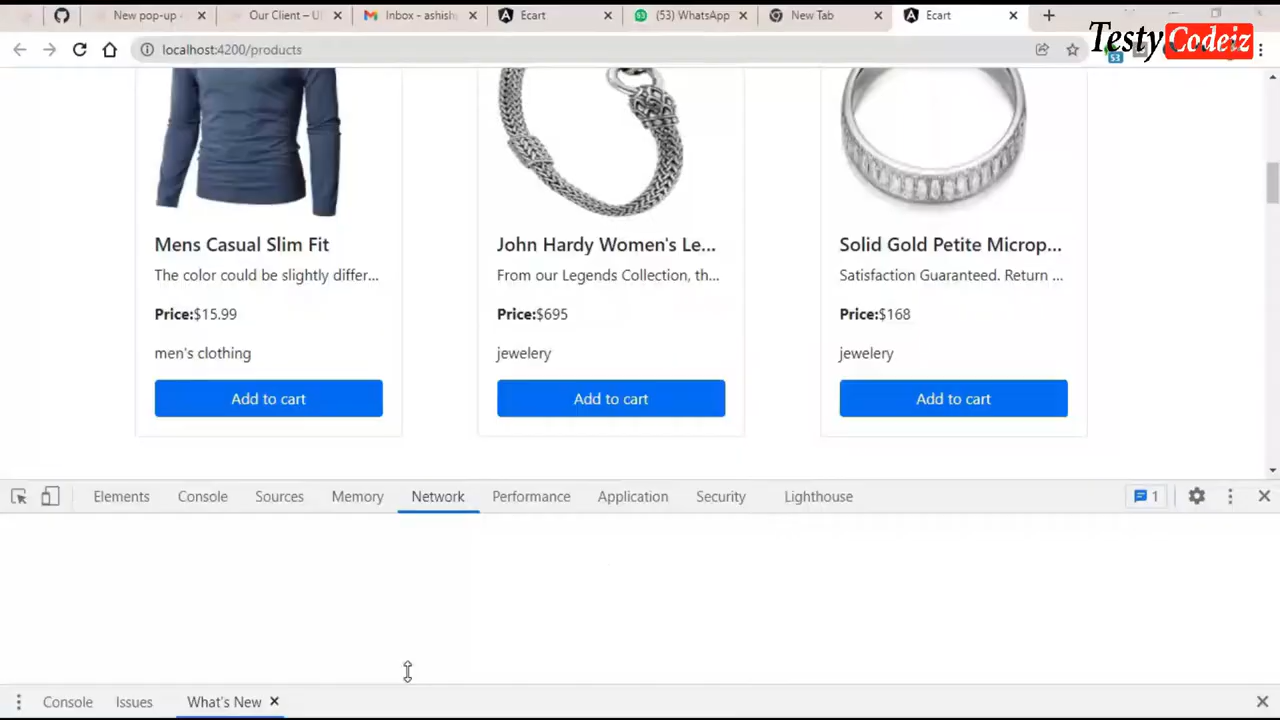 New pop-up -
Our Client – U
Inbox - ashish
Ecart
(53) WhatsApp
New Tab
Ecart
localhost:4200/products
53
Testy Codeiz
Mens Casual Slim Fit
The color could be slightly differ...
Price:$15.99
men's clothing
Add to cart
John Hardy Women's Le...
From our Legends Collection, th...
Price:$695
jewelery
Add to cart
Solid Gold Petite Microp...
Satisfaction Guaranteed. Return ...
Price:$168
jewelery
Add to cart
Elements Console Sources Memory Network Performance Application Security Lighthouse 1
Console Issues What's New